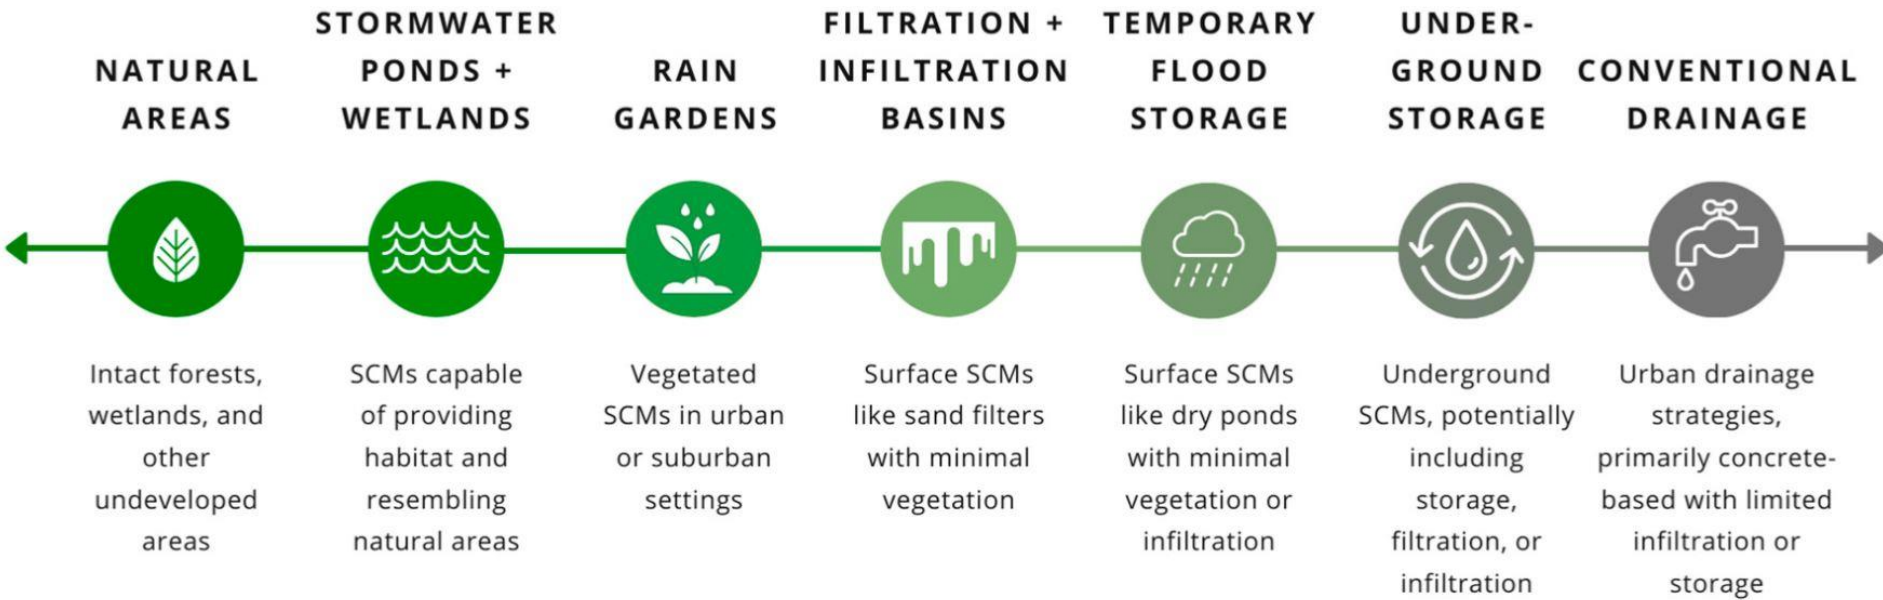 NATURAL
AREAS
STORMWATER
PONDS +
WETLANDS
RAIN
GARDENS
FILTRATION +
INFILTRATION
BASINS
TEMPORARY
FLOOD
STORAGE
UNDER-
GROUND
STORAGE
CONVENTIONAL
DRAINAGE
Intact forests,
wetlands, and
other
undeveloped
areas
SCMs capable
of providing
habitat and
resembling
natural areas
Vegetated
SCMs in urban
or suburban
settings
Surface SCMs
like sand filters
with minimal
vegetation
Surface SCMs
like dry ponds
with minimal
vegetation or
infiltration
Underground
SCMs, potentially
including
storage,
filtration, or
infiltration
Urban drainage
strategies,
primarily concrete-
based with limited
infiltration or
storage